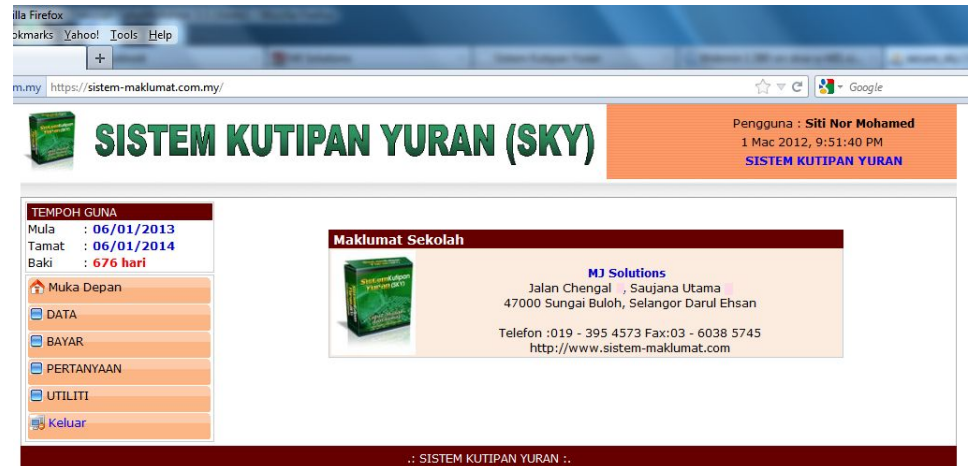 illa Firefox
okmarks Yahoo! Tools Help
+
m.my https://sistem-maklumat.com.my/
Google
SISTEM KUTIPAN YURAN (SKY)
Pengguna : Siti Nor Mohamed
1 Mac 2012, 9:51:40 PM
SISTEM KUTIPAN YURAN
TEMPOH GUNA
Mula : 06/01/2013
Tamat : 06/01/2014
Baki : 676 hari
Muka Depan
DATA
BAYAR
PERTANYAAN
UTILITI
Keluar
Maklumat Sekolah
SistemKutipan
Yuran(SKY)
MJ Solutions
Jalan Chengal , Saujana Utama
47000 Sungai Buloh, Selangor Darul Ehsan
Telefon :019 - 395 4573 Fax:03 - 6038 5745
http://www.sistem-maklumat.com
.: SISTEM KUTIPAN YURAN :.